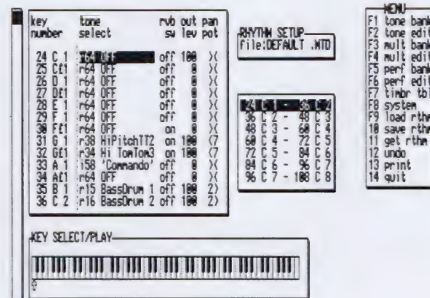 key tone rvb out pan
number select sw lev pot
24 C 1 r64 OFF off 100 )(
25 C£1 r64 OFF off 0 )(
26 D 1 r64 OFF off 0 )(
27 D£1 r64 OFF off 0 )(
28 E 1 r64 OFF off 0 )(
29 F 1 r64 OFF off 0 )(
30 F£1 r64 OFF on 0 )(
31 G 1 r38 HiPitchTT2 on 100 (7
32 G£1 r34 Hi TomTom3 on 100 (7
33 A 1 i58 'Commando' off 0 )(
34 A£1 r64 OFF off 0 )(
35 B 1 r15 BassDrum 1 off 100 2)
36 C 2 r16 BassDrum 2 off 100 2)
RHYTHM SETUP
File:DEFAULT .MTD
24 C 1 - 36 C 2
36 C 2 - 48 C 3
48 C 3 - 60 C 4
60 C 4 - 72 C 5
72 C 5 - 84 C 6
84 C 6 - 96 C 7
96 C 7 - 108 C 8
MENU
F1 tone bank
F2 tone edit
F3 mult bank
F4 mult edit
F5 perf bank
F6 perf edit
F7 timbr tbl
F8 system
F9 load rthm
10 save rthm
11 get rthm
12 undo
13 print
14 quit
KEY SELECT/PLAY